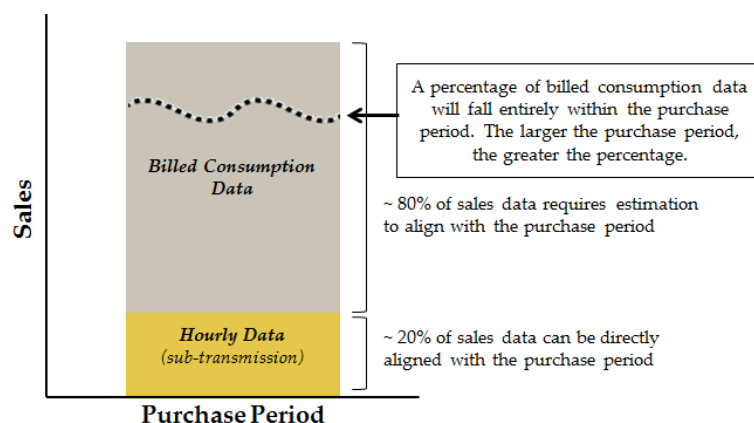 A percentage of billed consumption data
will fall entirely within the purchase
period. The larger the purchase period,
the greater the percentage.
Billed Consumption
Data
~ 80% of sales data requires estimation
to align with the purchase period
Sales
Hourly Data
(sub-transmission)
~ 20% of sales data can be directly
aligned with the purchase period
Purchase Period